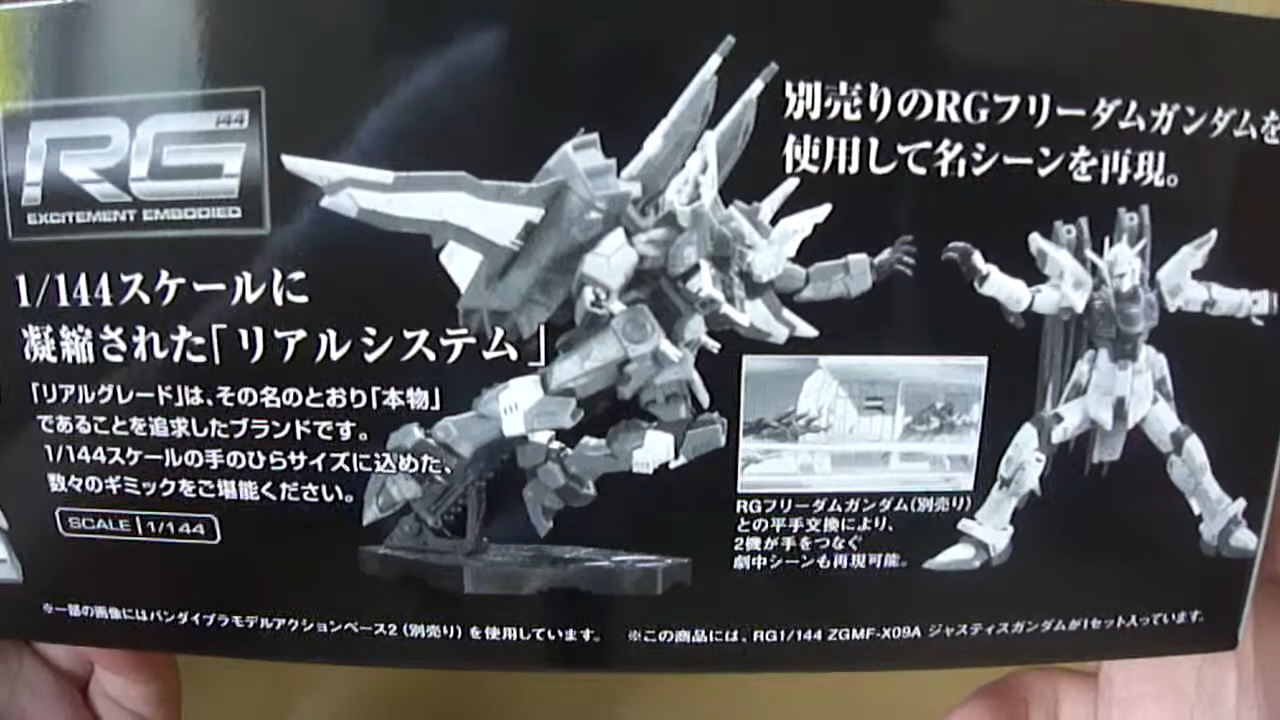 RG 1/144
EXCITEMENT EMBODIED
1/144スケールに
凝縮された「リアルシステム」
「リアルグレード」は、その名のとおり「本物」
であることを追求したブランドです。
1/144スケールの手のひらサイズに込めた、
数々のギミックをご堪能ください。
SCALE 1/144
別売りのRGフリーダムガンダムを
使用して名シーンを再現。
RGフリーダムガンダム(別売り)
との平手交換により、
2機が手をつなぐ
劇中シーンも再現可能。
※一部の画像にはバンダイプラモデルアクションベース2(別売り)を使用しています。
※この商品には、RG1/144 ZGMF-X09A ジャスティスガンダムが1セット入っています。